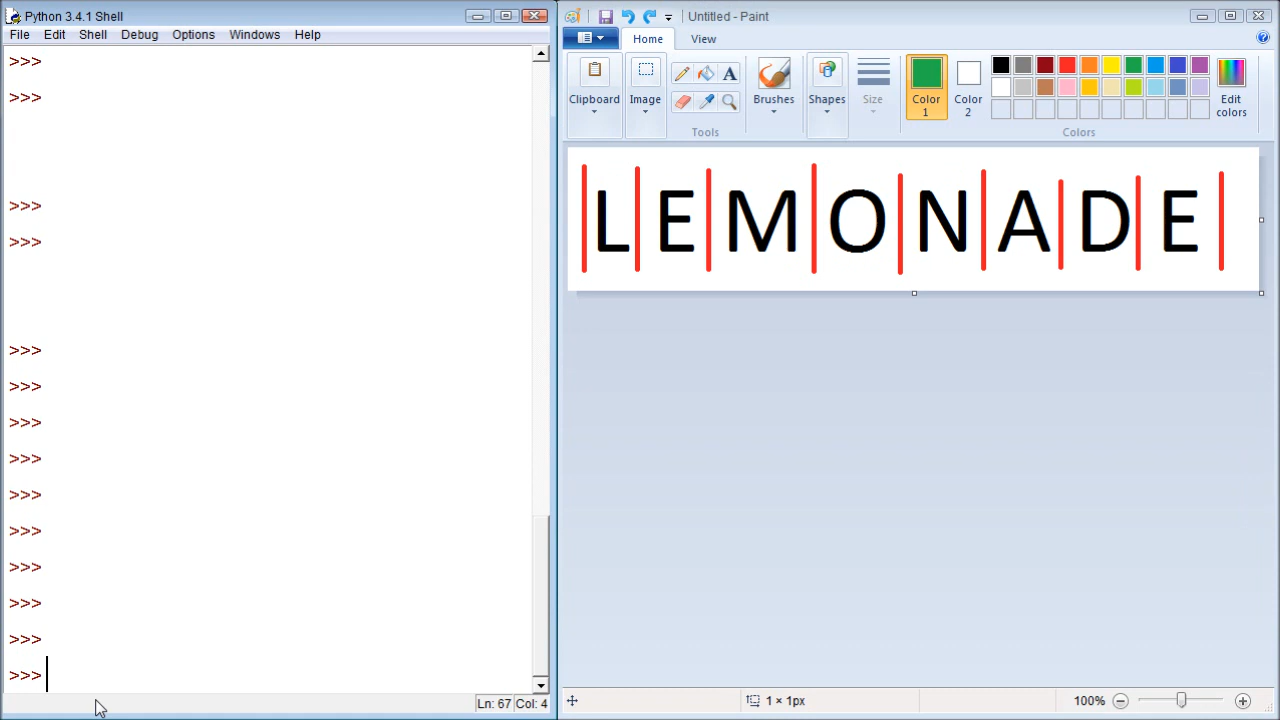 Python 3.4.1 Shell
File Edit Shell Debug Options Windows Help
>>>
>>>
>>>
>>>
>>>
>>>
>>>
>>>
>>>
>>>
>>>
>>>
>>>
>>>
Ln: 67 Col: 4
Untitled - Paint
Home View
Clipboard
Image
Tools
Brushes
Shapes
Size
Color 1
Color 2
Edit colors
Colors
LEMONADE
1 × 1px
100%